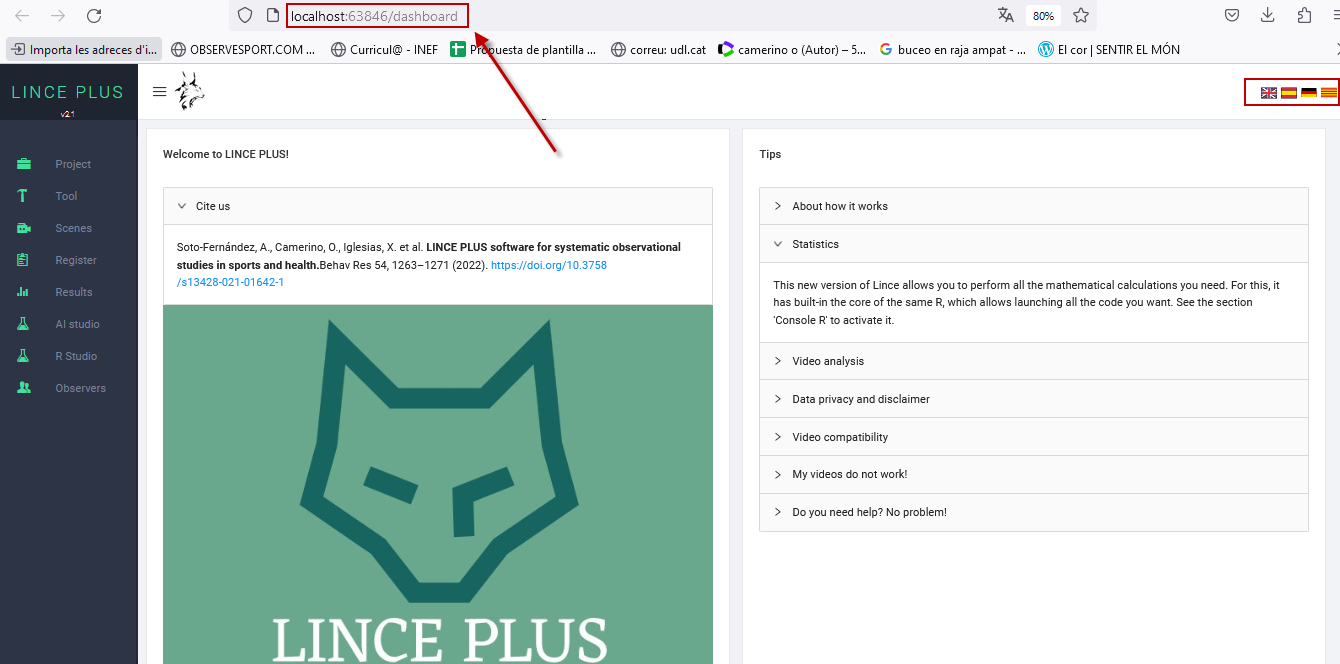 localhost:63846/dashboard
80%
Importa les adreces d'i...
OBSERVESPORT.COM ...
Curricul@ - INEF
Propuesta de plantilla ...
correu: udl.cat
camerino o (Autor) – 5...
buceo en raja ampat - ...
El cor | SENTIR EL MÓN
LINCE PLUS
v2.1
Project
Tool
Scenes
Register
Results
AI studio
R Studio
Observers
Welcome to LINCE PLUS!
Cite us
Soto-Fernández, A., Camerino, O., Iglesias, X. et al. LINCE PLUS software for systematic observational
studies in sports and health.Behav Res 54, 1263–1271 (2022). https://doi.org/10.3758
/s13428-021-01642-1
LINCE PLUS
Tips
About how it works
Statistics
This new version of Lince allows you to perform all the mathematical calculations you need. For this, it
has built-in the core of the same R, which allows launching all the code you want. See the section
'Console R' to activate it.
Video analysis
Data privacy and disclaimer
Video compatibility
My videos do not work!
Do you need help? No problem!